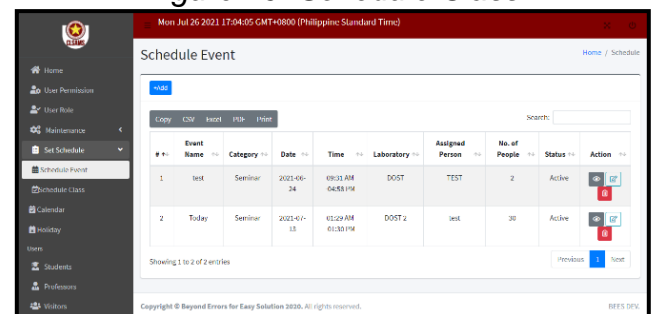 Mon Jul 26 2021 17:04:05 GMT+0800 (Philippine Standard Time)
CLSAMS
Schedule Event
Home / Schedule
Home
User Permission
User Role
Maintenance
Set Schedule
Schedule Event
Schedule Class
Calendar
Holiday
Users
Students
Professors
Visitors
+Add
Copy CSV Excel PDF Print
Search:
# Event Name Category Date Time Laboratory Assigned Person No. of People Status Action
1 test Seminar 2021-06-24 09:31 AM 04:58 PM DOST TEST 2 Active
2 Today Seminar 2021-07-13 01:29 AM 01:30 PM DOST 2 test 30 Active
Showing 1 to 2 of 2 entries
Previous 1 Next
Copyright © Beyond Errors for Easy Solution 2020. All rights reserved.
BEES DEV.